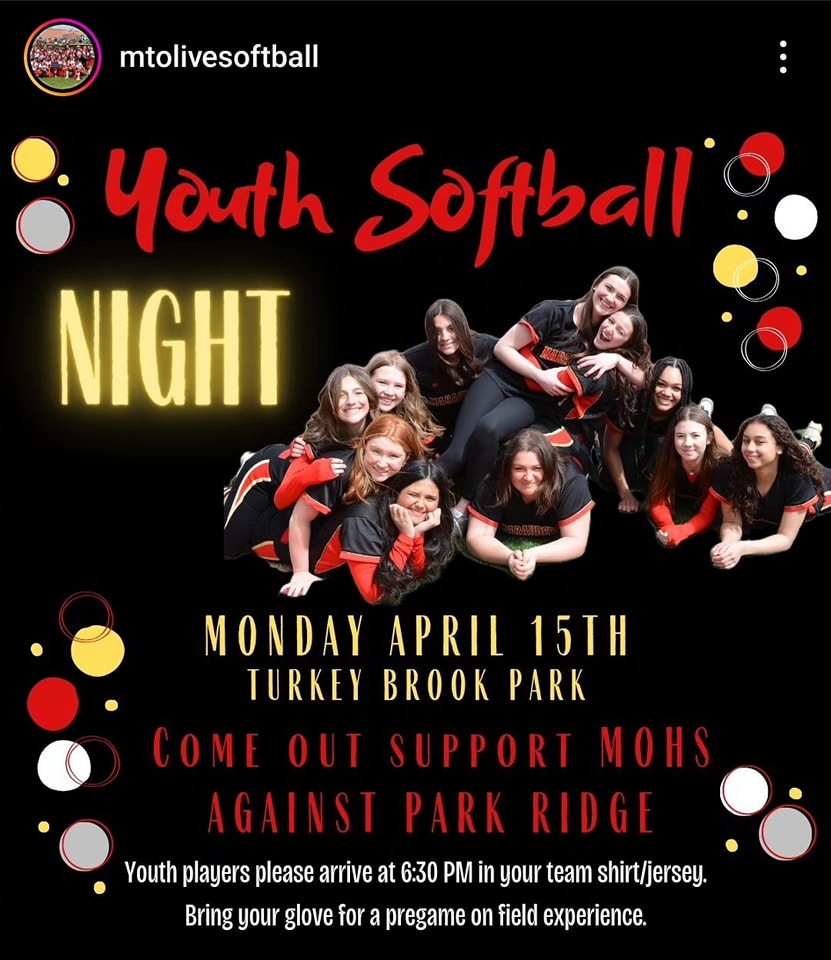 mtolivesoftball
Youth Softball
NIGHT
MONDAY APRIL 15TH
TURKEY BROOK PARK
COME OUT SUPPORT MOHS
AGAINST PARK RIDGE
Youth players please arrive at 6:30 PM in your team shirt/jersey.
Bring your glove for a pregame on field experience.